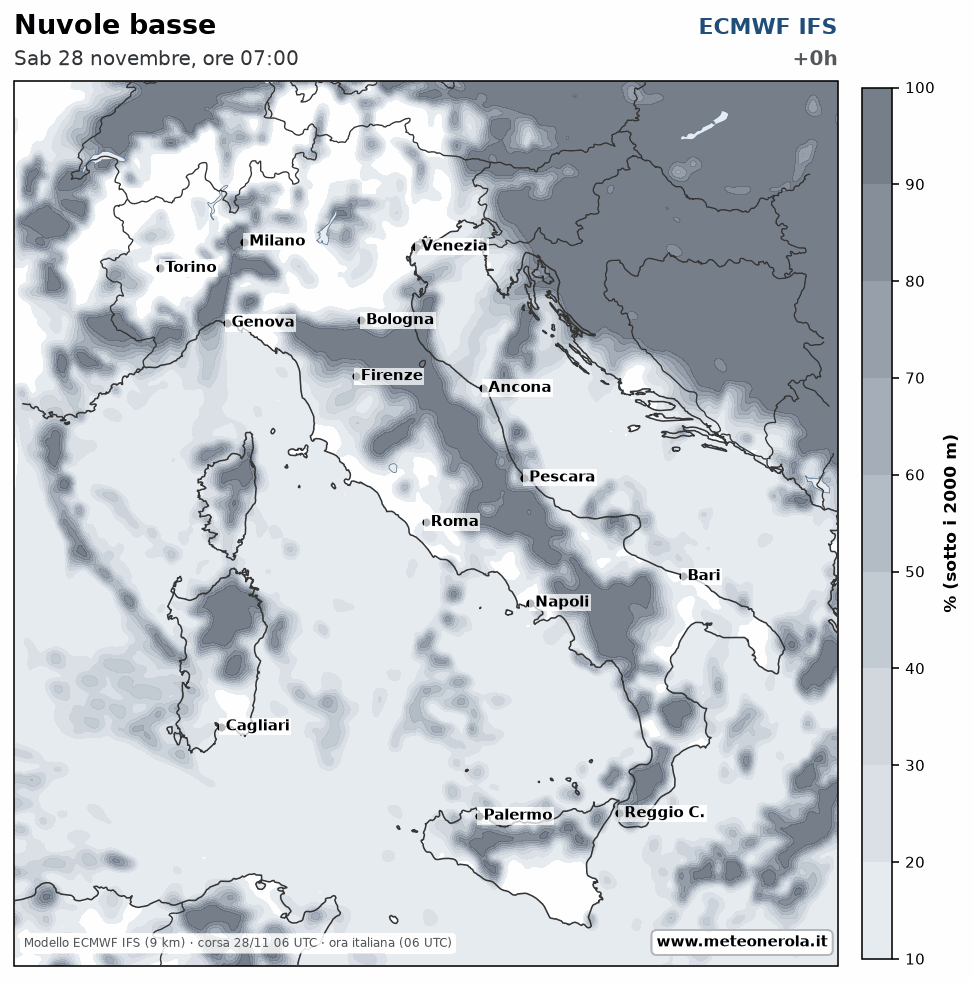 Nuvole basse
ECMWF IFS
Sab 28 novembre, ore 07:00
+0h
Milano
Venezia
Torino
Genova
Bologna
Firenze
Ancona
Pescara
Roma
Bari
Napoli
Cagliari
Palermo
Reggio C.
100
90
80
70
60
50
40
30
20
10
% (sotto i 2000 m)
Modello ECMWF IFS (9 km) · corsa 28/11 06 UTC · ora italiana (06 UTC)
www.meteonerola.it